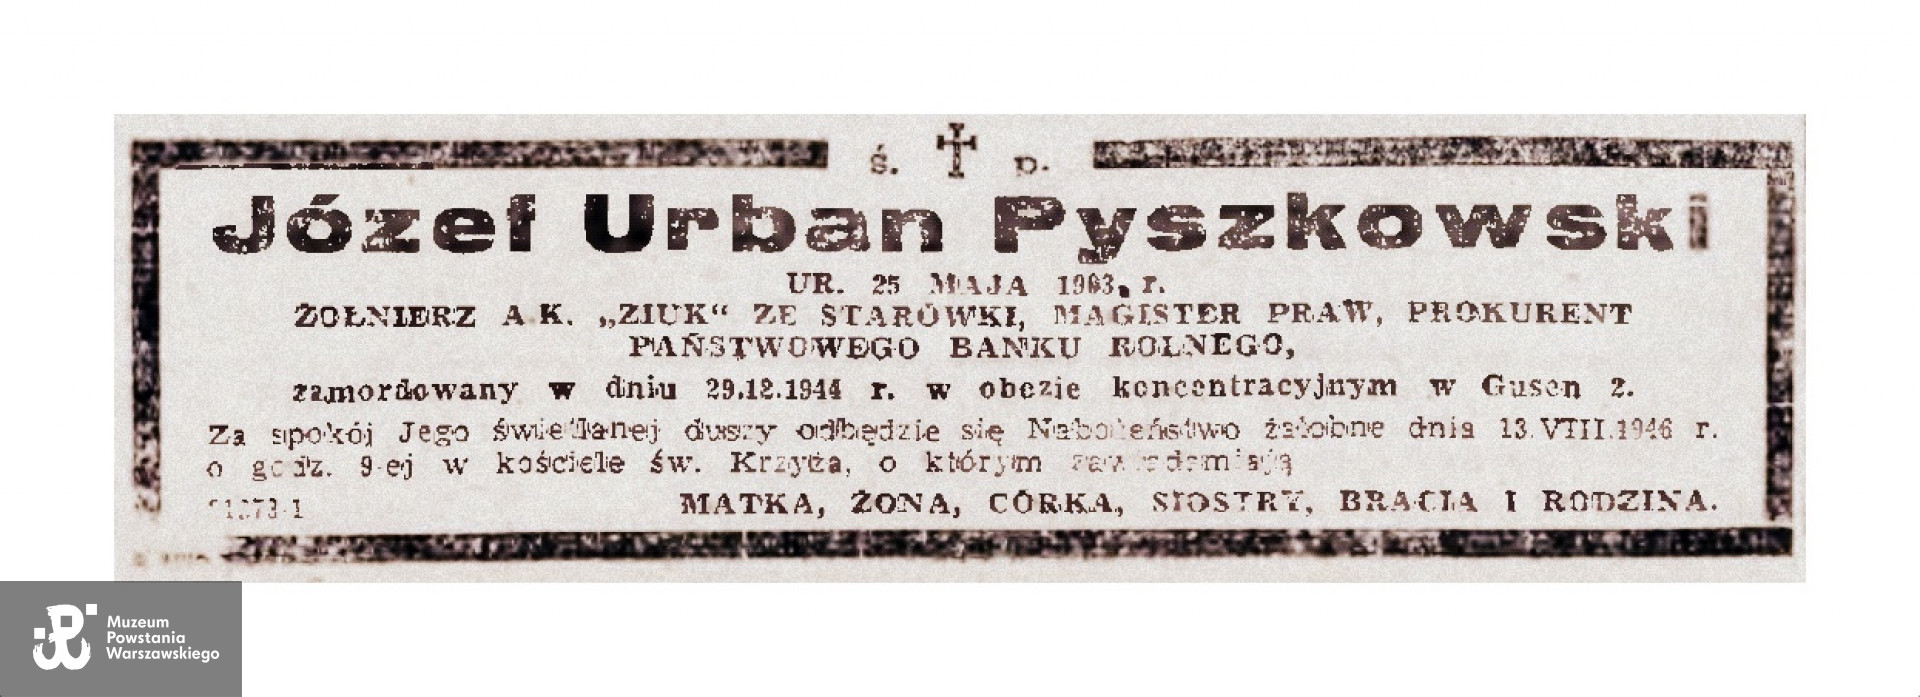 ś. p.
Józef Urban Pyszkowski
UR. 25 MAJA 1903. r.
ŻOŁNIERZ A.K. „ZIUK“ ZE STARÓWKI, MAGISTER PRAW, PROKURENT
PAŃSTWOWEGO BANKU ROLNEGO,
zamordowany w dniu 29.12.1944 r. w obozie koncentracyjnym w Gusen 2.
Za spokój Jego świetlanej duszy odbędzie się Nabożeństwo żałobne dnia 13.VIII.1946 r.
o godz. 9-ej w kościele św. Krzyża, o którym zawiadamiają
MATKA, ŻONA, CÓRKA, SIOSTRY, BRACIA I RODZINA.
Muzeum
Powstania
Warszawskiego